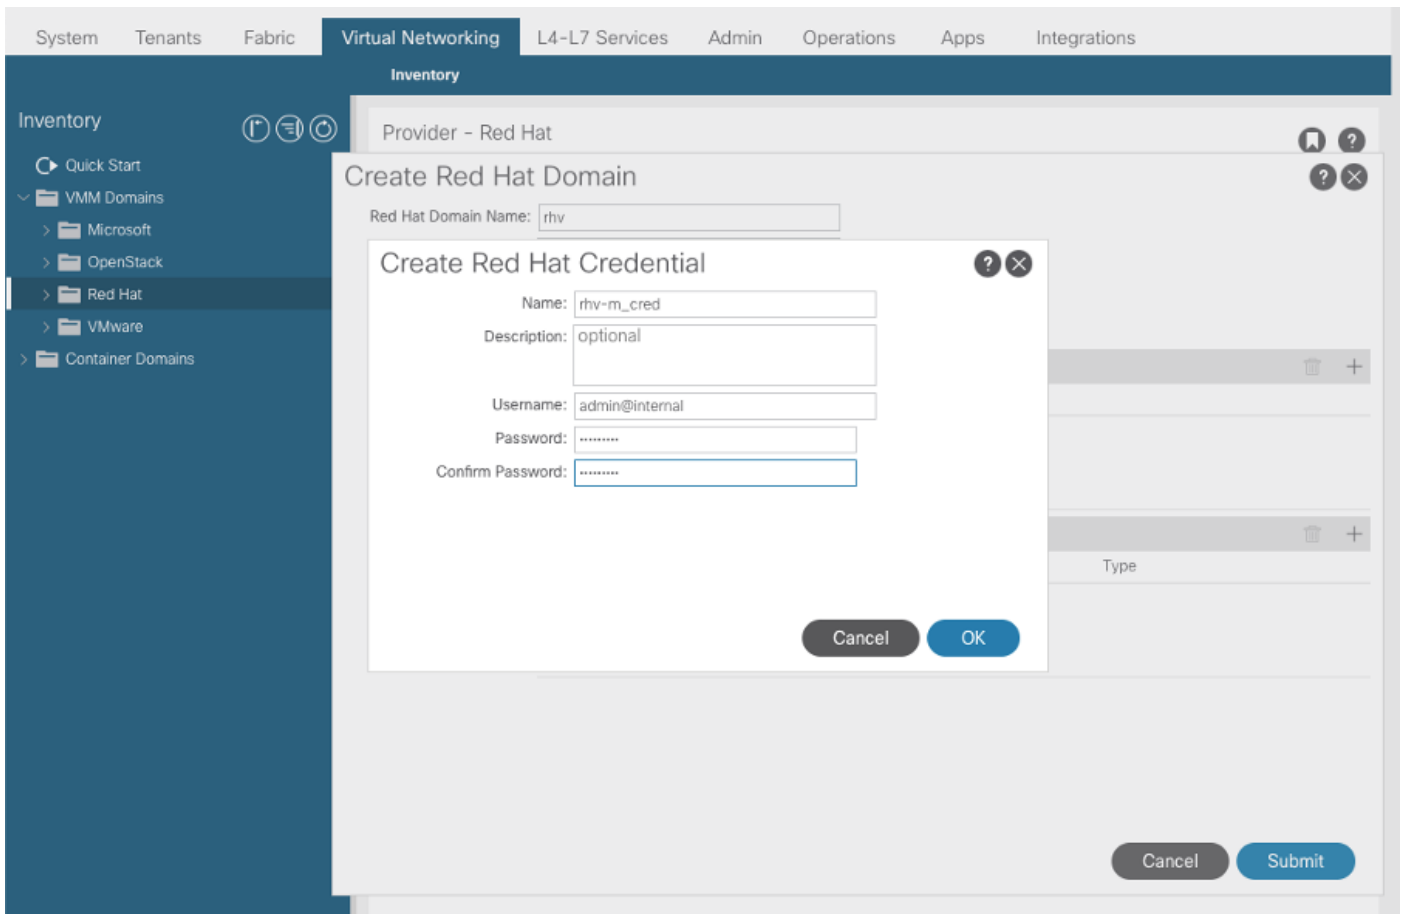 System Tenants Fabric Virtual Networking L4-L7 Services Admin Operations Apps Integrations
Inventory
Inventory
Quick Start
VMM Domains
Microsoft
OpenStack
Red Hat
VMware
Container Domains
Provider - Red Hat
Create Red Hat Domain
Red Hat Domain Name: rhv
Create Red Hat Credential
Name: rhv-m_cred
Description: optional
Username: admin@internal
Password: ·········
Confirm Password: ·········
Cancel OK
Type
Cancel Submit